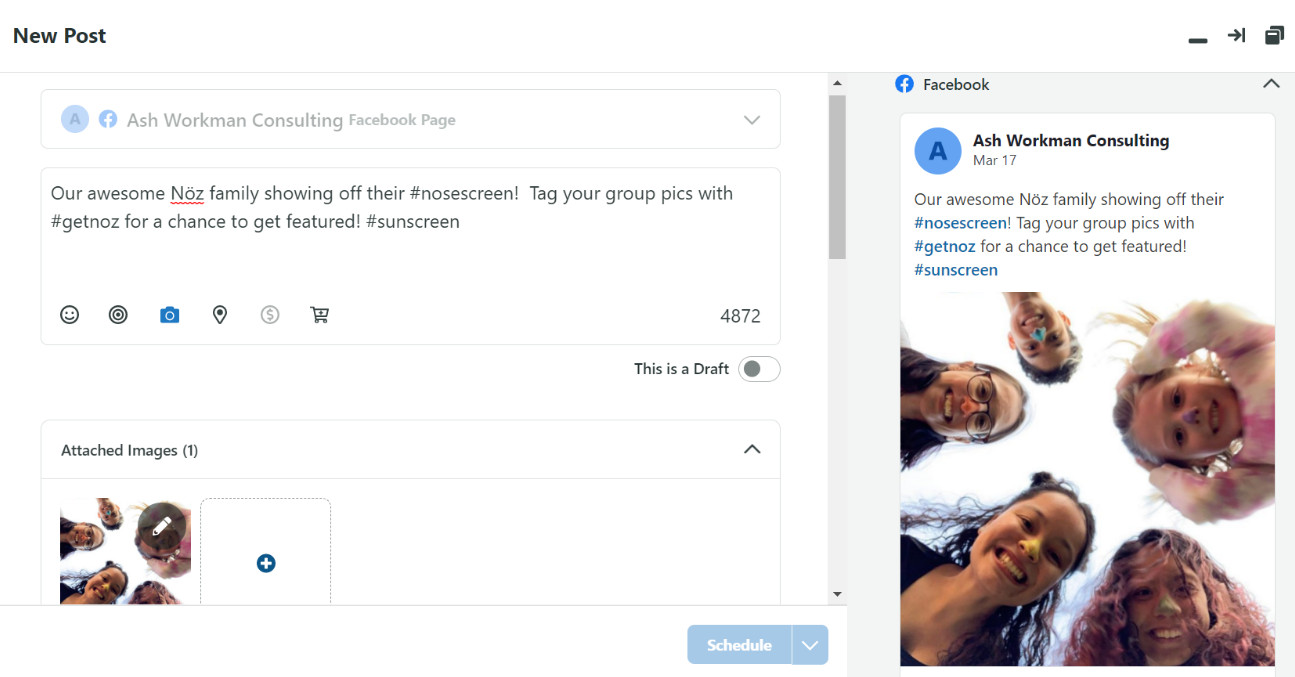 New Post
A Ash Workman Consulting Facebook Page
Our awesome Nöz family showing off their #nosescreen!  Tag your group pics with
#getnoz for a chance to get featured! #sunscreen
4872
This is a Draft
Attached Images (1)
Schedule
Facebook
A Ash Workman Consulting
Mar 17
Our awesome Nöz family showing off their
#nosescreen! Tag your group pics with
#getnoz for a chance to get featured!
#sunscreen